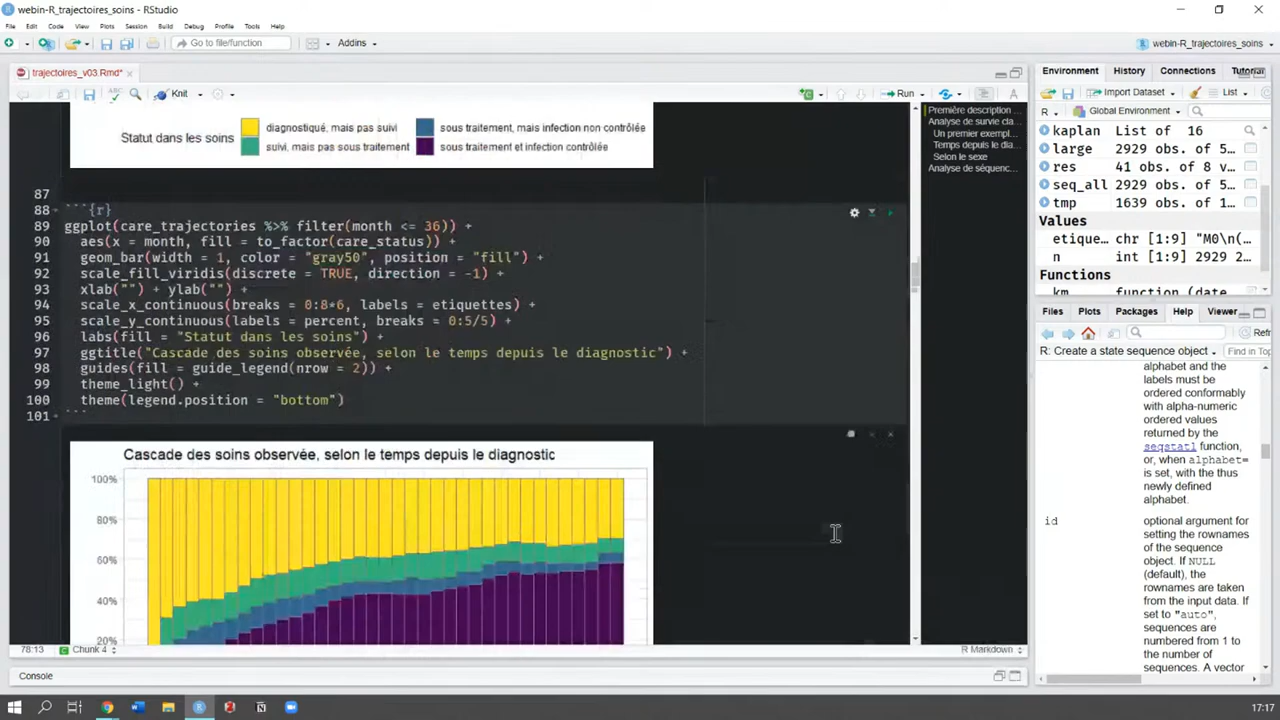 webin-R_trajectoires_soins - RStudio
File Edit Code View Plots Session Build Debug Profile Tools Help
Go to file/function Addins webin-R_trajectoires_soins
trajectoires_v03.Rmd*
Knit Run
Statut dans les soins
diagnostiqué, mais pas suivi
suivi, mais pas sous traitement
sous traitement, mais infection non contrôlée
sous traitement et infection contrôlée
87
88 ```{r}
89 ggplot(care_trajectories %>% filter(month <= 36)) +
90 aes(x = month, fill = to_factor(care_status)) +
91 geom_bar(width = 1, color = "gray50", position = "fill") +
92 scale_fill_viridis(discrete = TRUE, direction = -1) +
93 xlab("") + ylab("") +
94 scale_x_continuous(breaks = 0:8*6, labels = etiquettes) +
95 scale_y_continuous(labels = percent, breaks = 0:5/5) +
96 labs(fill = "Statut dans les soins") +
97 ggtitle("Cascade des soins observée, selon le temps depuis le diagnostic") +
98 guides(fill = guide_legend(nrow = 2)) +
99 theme_light() +
100 theme(legend.position = "bottom")
101 ```
Cascade des soins observée, selon le temps depuis le diagnostic
100%
80%
60%
40%
20%
78:13 Chunk 4 R Markdown
Console
Première description ...
Analyse de survie cla...
Un premier exempl...
Temps depuis le dia...
Selon le sexe
Analyse de séquenc...
Environment History Connections Tutorial
Import Dataset List
R Global Environment
kaplan List of 16
large 2929 obs. of 5...
res 41 obs. of 8 v...
seq_all 2929 obs. of 5...
tmp 1639 obs. of 1...
Values
etique... chr [1:9] "M0\n(...
n int [1:9] 2929 2...
Functions
km function (date
Files Plots Packages Help Viewer
Refr
R: Create a state sequence object Find in Top
alphabet and the
labels must be
ordered conformably
with alpha-numeric
ordered values
returned by the
seqstatl function,
or, when alphabet=
is set, with the thus
newly defined
alphabet.
id optional argument for
setting the rownames
of the sequence
object. If NULL
(default), the
rownames are taken
from the input data. If
set to "auto",
sequences are
numbered from 1 to
the number of
sequences. A vector
17:17